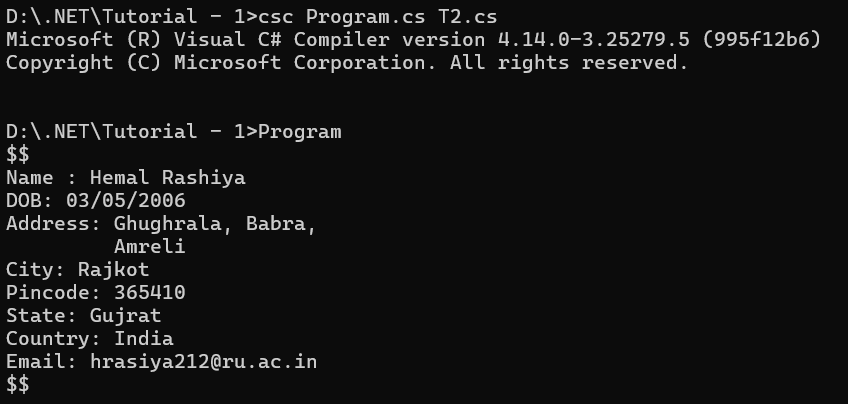 D:\.NET\Tutorial - 1>csc Program.cs T2.cs
Microsoft (R) Visual C# Compiler version 4.14.0-3.25279.5 (995f12b6)
Copyright (C) Microsoft Corporation. All rights reserved.
D:\.NET\Tutorial - 1>Program
$$
Name : Hemal Rashiya
DOB: 03/05/2006
Address: Ghughrala, Babra,
         Amreli
City: Rajkot
Pincode: 365410
State: Gujrat
Country: India
Email: hrasiya212@ru.ac.in
$$